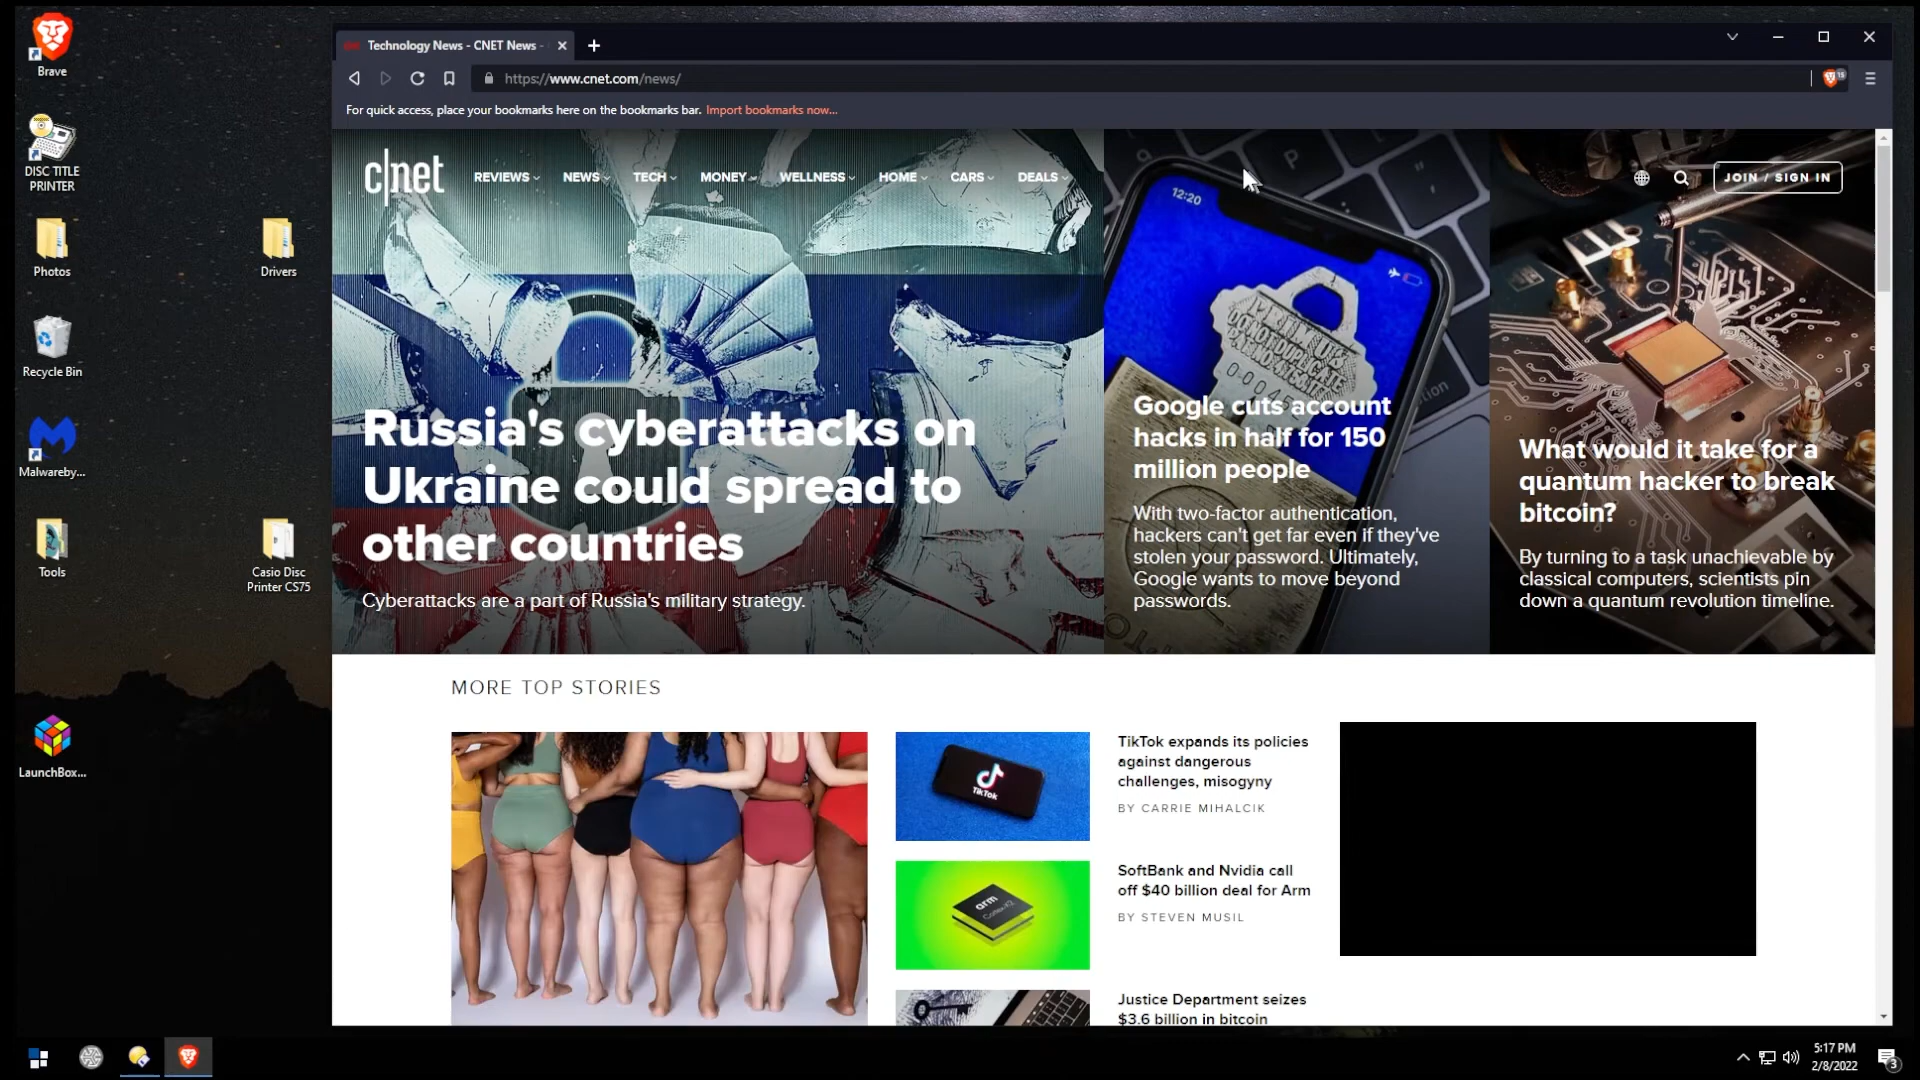 Brave
DISC TITLE
PRINTER
Photos
Drivers
Recycle Bin
Malwareby...
Tools
Casio Disc
Printer CS75
LaunchBox...
Technology News - CNET News -
https://www.cnet.com/news/
15
For quick access, place your bookmarks here on the bookmarks bar. Import bookmarks now...
c|net
REVIEWS
NEWS
TECH
MONEY
WELLNESS
HOME
CARS
DEALS
JOIN / SIGN IN
12:20
P
Russia's cyberattacks on
Ukraine could spread to
other countries
Cyberattacks are a part of Russia's military strategy.
Google cuts account
hacks in half for 150
million people
With two-factor authentication,
hackers can't get far even if they've
stolen your password. Ultimately,
Google wants to move beyond
passwords.
What would it take for a
quantum hacker to break
bitcoin?
By turning to a task unachievable by
classical computers, scientists pin
down a quantum revolution timeline.
MORE TOP STORIES
TikTok
TikTok expands its policies
against dangerous
challenges, misogyny
BY CARRIE MIHALCIK
arm
SoftBank and Nvidia call
off $40 billion deal for Arm
BY STEVEN MUSIL
Justice Department seizes
$3.6 billion in bitcoin
5:17 PM
2/8/2022
3